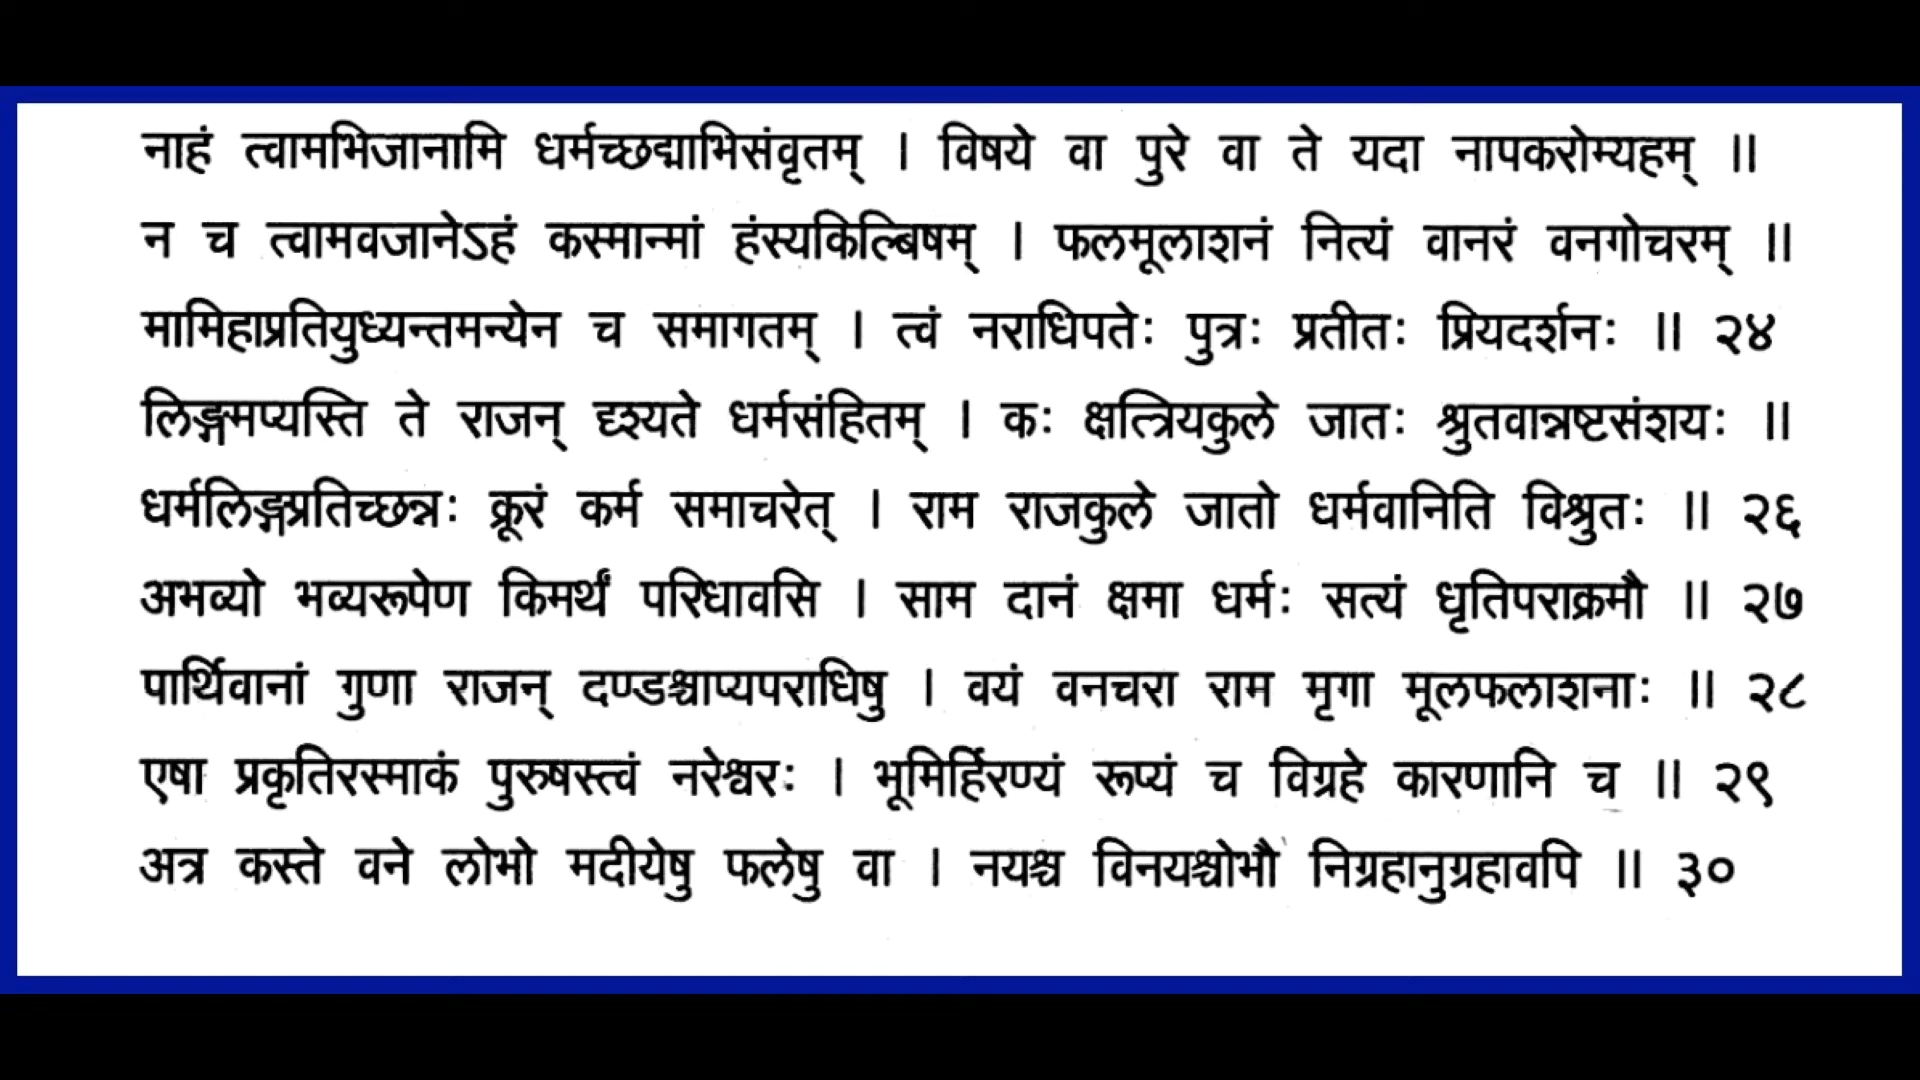 नाहं त्वामभिजानामि धर्मच्छद्माभिसंवृतम् । विषये वा पुरे वा ते यदा नापकरोम्यहम् ॥
न च त्वामवजानेऽहं कस्मान्मां हंस्यकिल्बिषम् । फलमूलाशनं नित्यं वानरं वनगोचरम् ॥
मामिहाप्रतियुध्यन्तमन्येन च समागतम् । त्वं नराधिपतेः पुत्रः प्रतीतः प्रियदर्शनः ॥ २४
लिङ्गमप्यस्ति ते राजन् दृश्यते धर्मसंहितम् । कः क्षत्रियकुले जातः श्रुतवान्नष्टसंशयः ॥
धर्मलिङ्गप्रतिच्छन्नः क्रूरं कर्म समाचरेत् । राम राजकुले जातो धर्मवानिति विश्रुतः ॥ २६
अभव्यो भव्यरूपेण किमर्थं परिधावसि । साम दानं क्षमा धर्मः सत्यं धृतिपराक्रमौ ॥ २७
पार्थिवानां गुणा राजन् दण्डश्चाप्यपराधिषु । वयं वनचरा राम मृगा मूलफलाशनाः ॥ २८
एषा प्रकृतिरस्माकं पुरुषस्त्वं नरेश्वरः । भूमिर्हिरण्यं रूप्यं च विग्रहे कारणानि च ॥ २९
अत्र कस्ते वने लोभो मदीयेषु फलेषु वा । नयश्च विनयश्चोभौ निग्रहानुग्रहावपि ॥ ३०